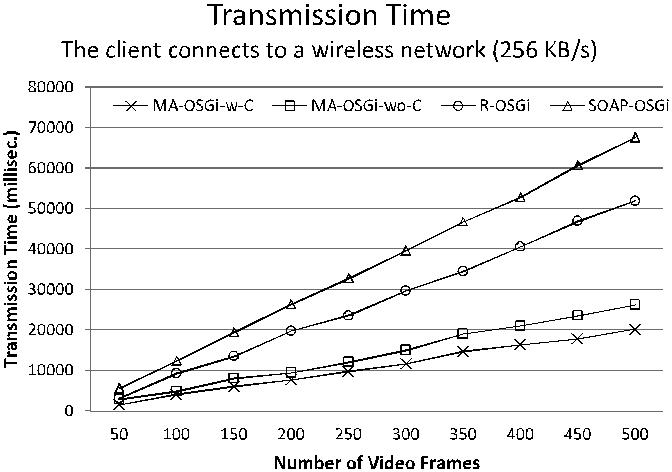 Transmission Time
The client connects to a wireless network (256 KB/s)
80000
MA-OSGi-w-C MA-OSGi-wo-C R-OSGi SOAP-OSGi
70000
60000
50000
40000
30000
20000
10000
0
Transmission Time (millisec.)
50 100 150 200 250 300 350 400 450 500
Number of Video Frames